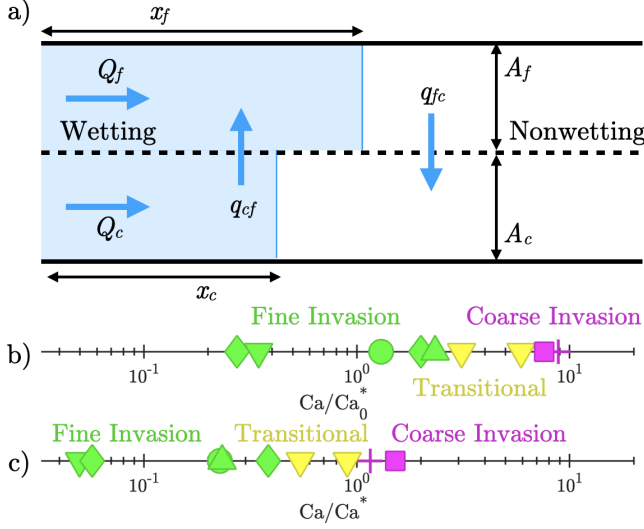 a)
x_f
Q_f
A_f
q_fc
Wetting
Nonwetting
Q_c
q_cf
A_c
x_c
Fine Invasion
Coarse Invasion
b)
10^-1
10^0
10^1
Ca/Ca_0^*
Transitional
Fine Invasion
Transitional
Coarse Invasion
c)
10^-1
10^0
10^1
Ca/Ca^*